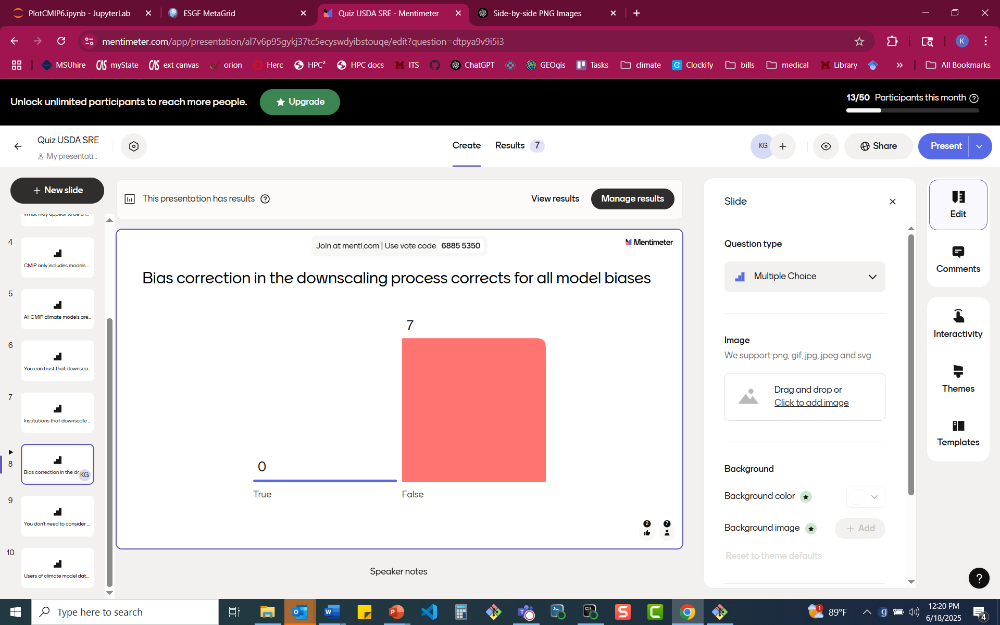 PlotCMIP6.ipynb - JupyterLab
ESGF MetaGrid
Quiz USDA SRE - Mentimeter
Side-by-side PNG Images
mentimeter.com/app/presentation/al7v6p95gykj37tc5ecyswdyibstouqe/edit?question=dtpya9v9i5i3
K
MSUhire
myState
ext canvas
orion
Herc
HPC²
HPC docs
ITS
ChatGPT
GEOgis
Tasks
climate
Clockify
bills
medical
Library
All Bookmarks
Unlock unlimited participants to reach more people.
Upgrade
13/50 Participants this month
Quiz USDA SRE
My presentati...
Create
Results 7
KG
Share
Present
New slide
This presentation has results
View results
Manage results
4
CMIP only includes models ...
5
All CMIP climate models are...
6
You can trust that downsca...
7
Institutions that downscale ...
8
Bias correction in the do
KG
9
You don't need to consider ...
10
Users of climate model dat...
Join at menti.com | Use vote code 6885 5350
Mentimeter
Bias correction in the downscaling process corrects for all model biases
0
True
7
False
2
7
Speaker notes
Slide
Question type
Multiple Choice
Image
We support png, gif, jpg, jpeg and svg
Drag and drop or
Click to add image
Background
Background color
Background image
+ Add
Reset to theme defaults
Edit
Comments
Interactivity
Themes
Templates
?
Type here to search
89°F
12:20 PM
6/18/2025
4